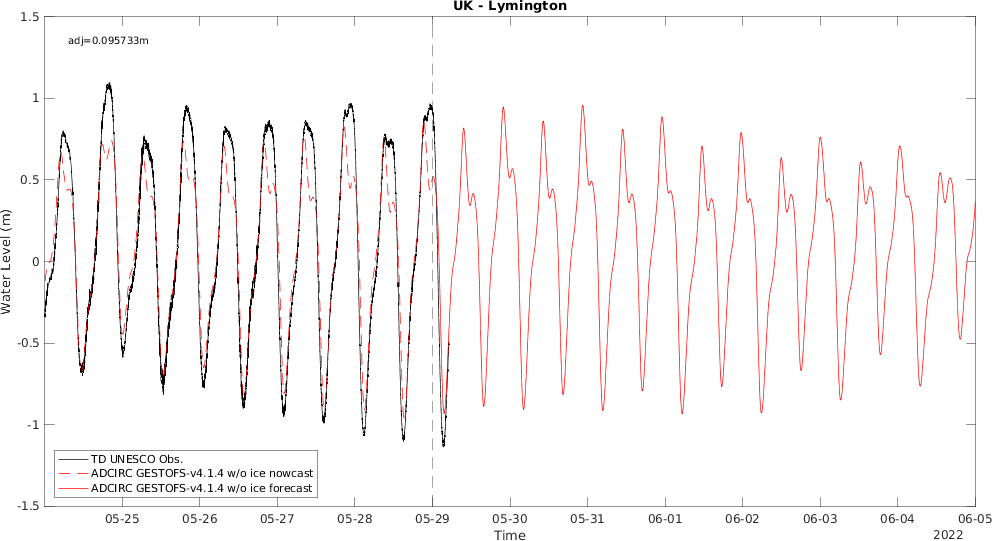 UK - Lymington
adj=0.095733m
1.5
1
0.5
0
-0.5
-1
-1.5
Water Level (m)
TD UNESCO Obs.
ADCIRC GESTOFS-v4.1.4 w/o ice nowcast
ADCIRC GESTOFS-v4.1.4 w/o ice forecast
05-25 05-26 05-27 05-28 05-29 05-30 05-31 06-01 06-02 06-03 06-04 06-05
Time
2022